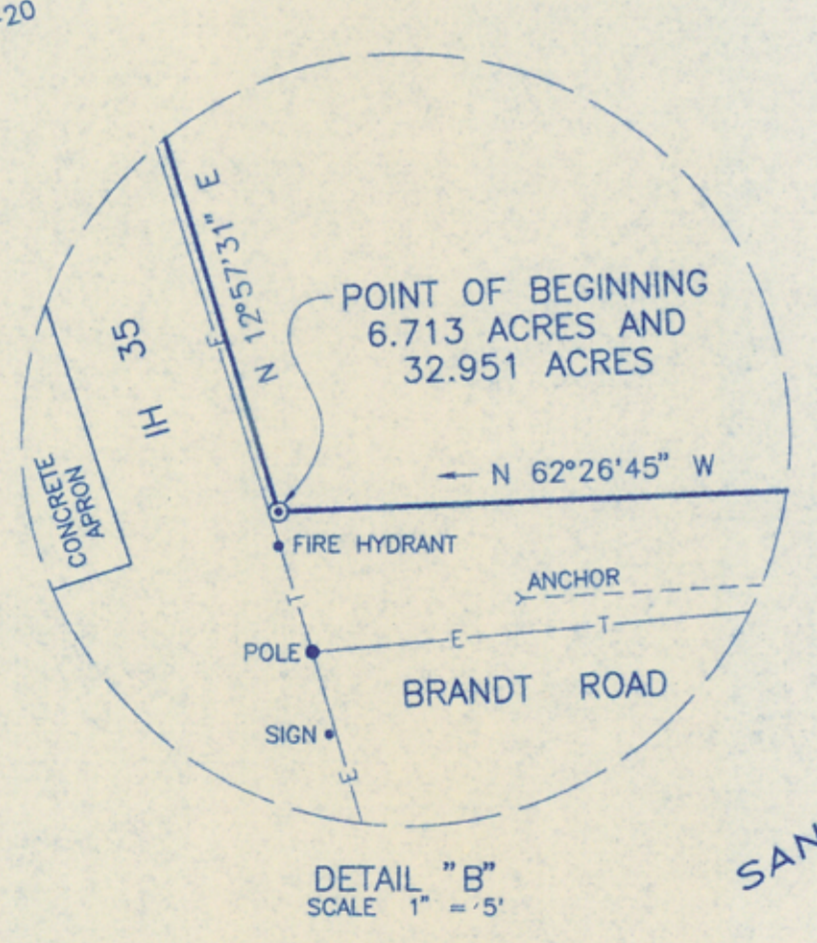 -20
N 12°57'31" E
E
IH 35
POINT OF BEGINNING
6.713 ACRES AND
32.951 ACRES
CONCRETE
APRON
← N 62°26'45" W
FIRE HYDRANT
T
ANCHOR
POLE
E T
BRANDT ROAD
SIGN
E
DETAIL "B"
SCALE 1" = 5'
SAN